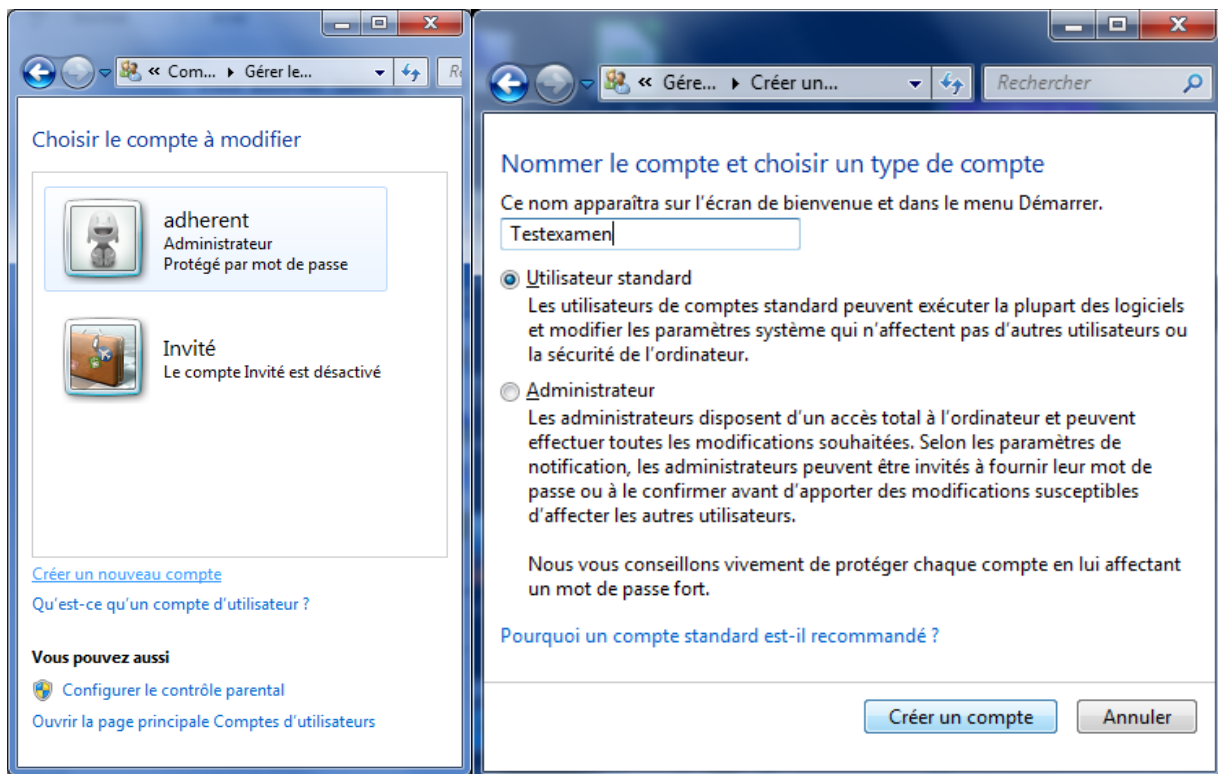 « Com... Gérer le...
Choisir le compte à modifier
adherent
Administrateur
Protégé par mot de passe
Invité
Le compte Invité est désactivé
Créer un nouveau compte
Qu'est-ce qu'un compte d'utilisateur ?
Vous pouvez aussi
Configurer le contrôle parental
Ouvrir la page principale Comptes d'utilisateurs
« Gére... Créer un... Rechercher
Nommer le compte et choisir un type de compte
Ce nom apparaîtra sur l'écran de bienvenue et dans le menu Démarrer.
Testexamen
Utilisateur standard
Les utilisateurs de comptes standard peuvent exécuter la plupart des logiciels
et modifier les paramètres système qui n'affectent pas d'autres utilisateurs ou
la sécurité de l'ordinateur.
Administrateur
Les administrateurs disposent d'un accès total à l'ordinateur et peuvent
effectuer toutes les modifications souhaitées. Selon les paramètres de
notification, les administrateurs peuvent être invités à fournir leur mot de
passe ou à le confirmer avant d'apporter des modifications susceptibles
d'affecter les autres utilisateurs.
Nous vous conseillons vivement de protéger chaque compte en lui affectant
un mot de passe fort.
Pourquoi un compte standard est-il recommandé ?
Créer un compte Annuler